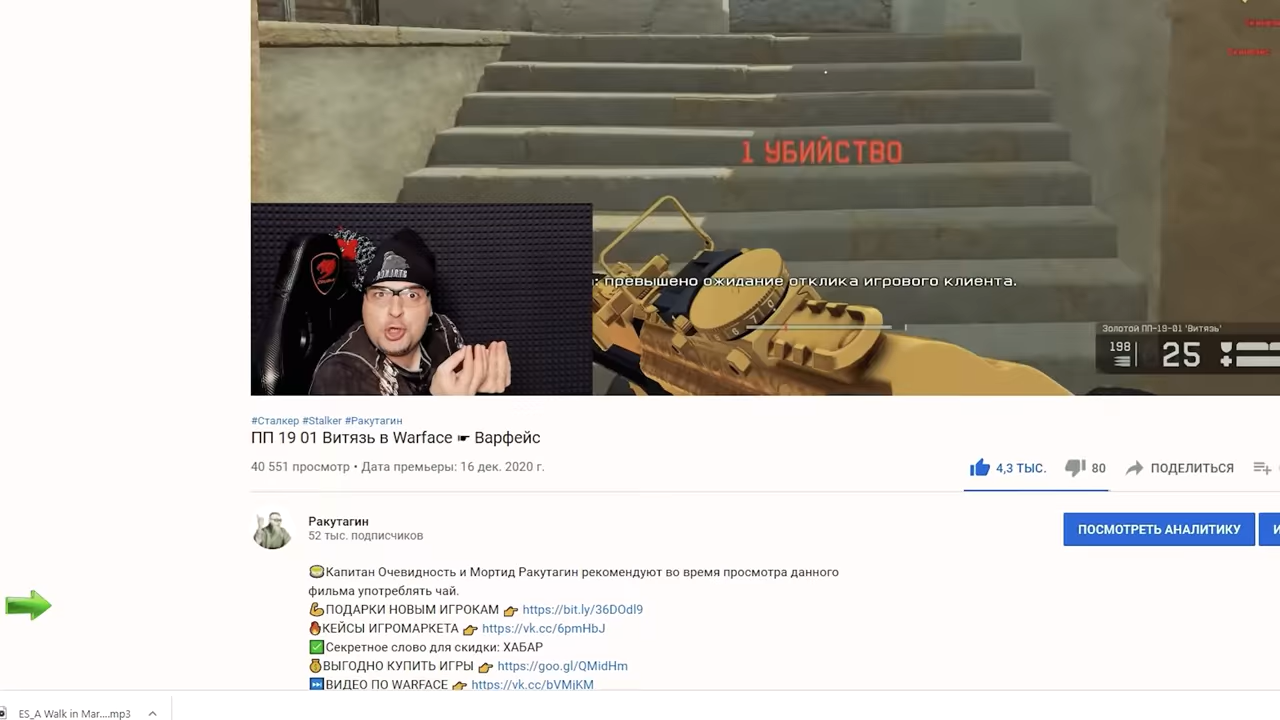 1 УБИЙСТВО
: превышено ожидание отклика игрового клиента.
Золотой ПП-19-01 'Витязь'
198
25
#Сталкер #Stalker #Ракутагин
ПП 19 01 Витязь в Warface ☛ Варфейс
40 551 просмотр • Дата премьеры: 16 дек. 2020 г.
4,3 ТЫС. 80 ПОДЕЛИТЬСЯ
Ракутагин
52 тыс. подписчиков
ПОСМОТРЕТЬ АНАЛИТИКУ И
Капитан Очевидность и Мортид Ракутагин рекомендуют во время просмотра данного
фильма употреблять чай.
ПОДАРКИ НОВЫМ ИГРОКАМ 👉 https://bit.ly/36DOdl9
КЕЙСЫ ИГРОМАРКЕТА 👉 https://vk.cc/6pmHbJ
✅Секретное слово для скидки: ХАБАР
💰ВЫГОДНО КУПИТЬ ИГРЫ 👉 https://goo.gl/QMidHm
⏭ВИДЕО ПО WARFACE 👉 https://vk.cc/bVMjKM
ES_A Walk in Mar....mp3